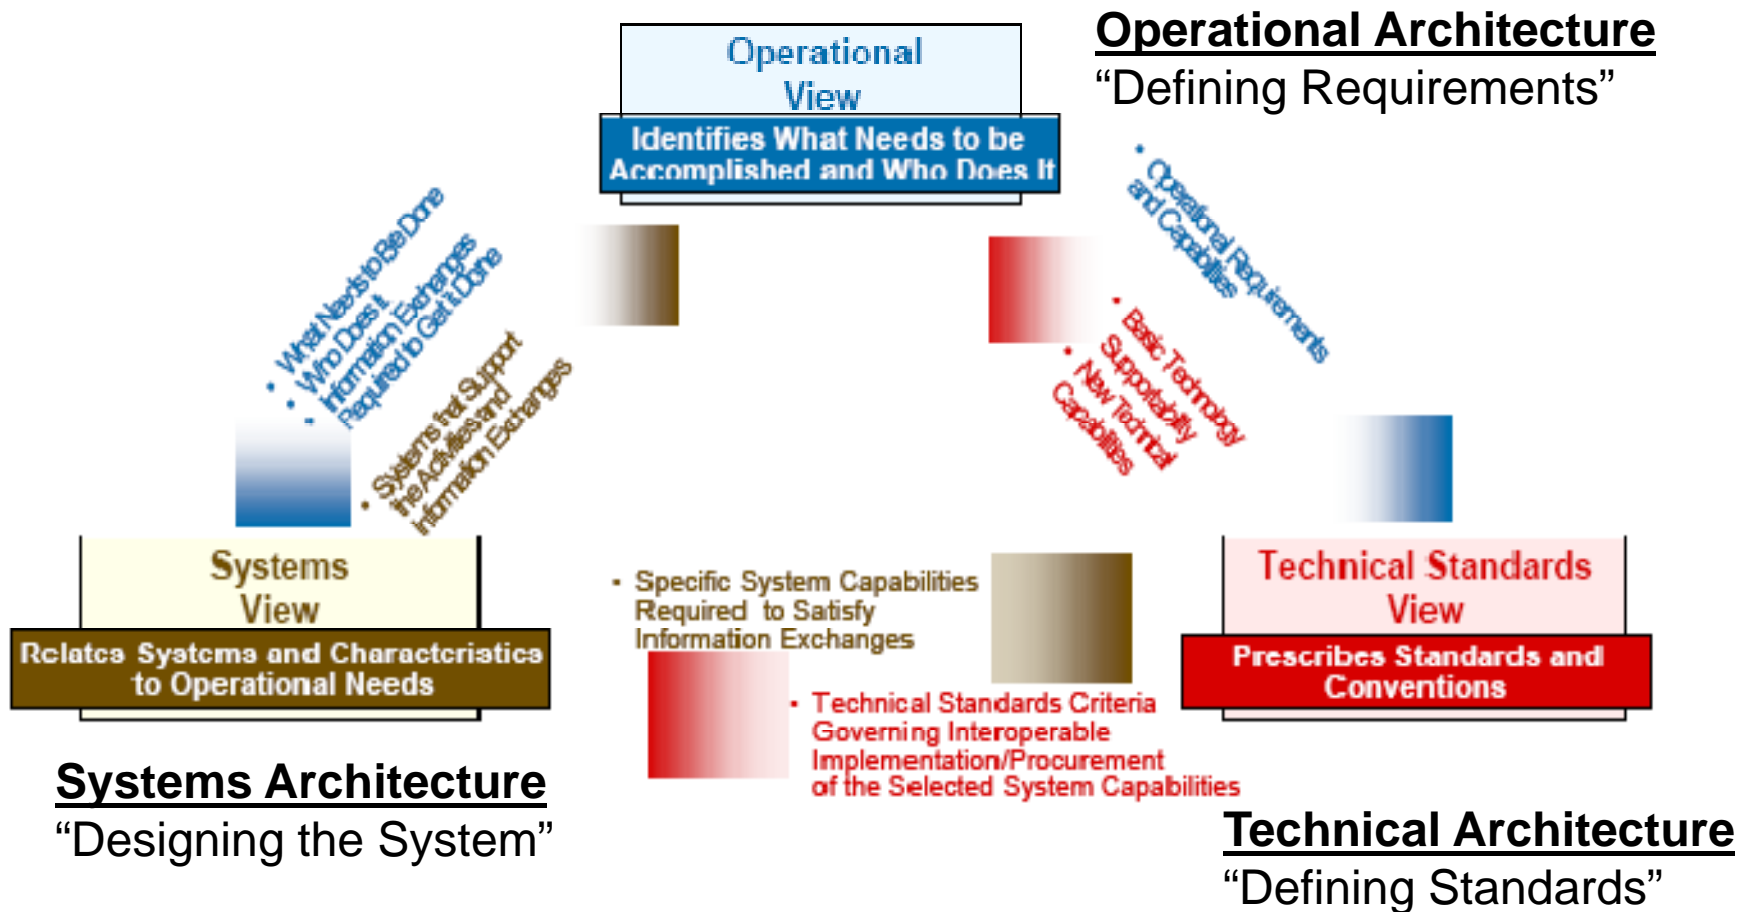 Operational Architecture
“Defining Requirements”
Operational
View
Identifies What Needs to be
Accomplished and Who Does It
• What Needs to Be Done
• Who Does It
• Information Exchanges
Required to Get it Done
• Systems that Support
the Activities and
Information Exchanges
• Operational Requirements
and Capabilities
• Basic Technology
Supportability
• New Technical
Capabilities
Systems
View
Relates Systems and Characteristics
to Operational Needs
• Specific System Capabilities
Required to Satisfy
Information Exchanges
• Technical Standards Criteria
Governing Interoperable
Implementation/Procurement
of the Selected System Capabilities
Technical Standards
View
Prescribes Standards and
Conventions
Systems Architecture
“Designing the System”
Technical Architecture
“Defining Standards”